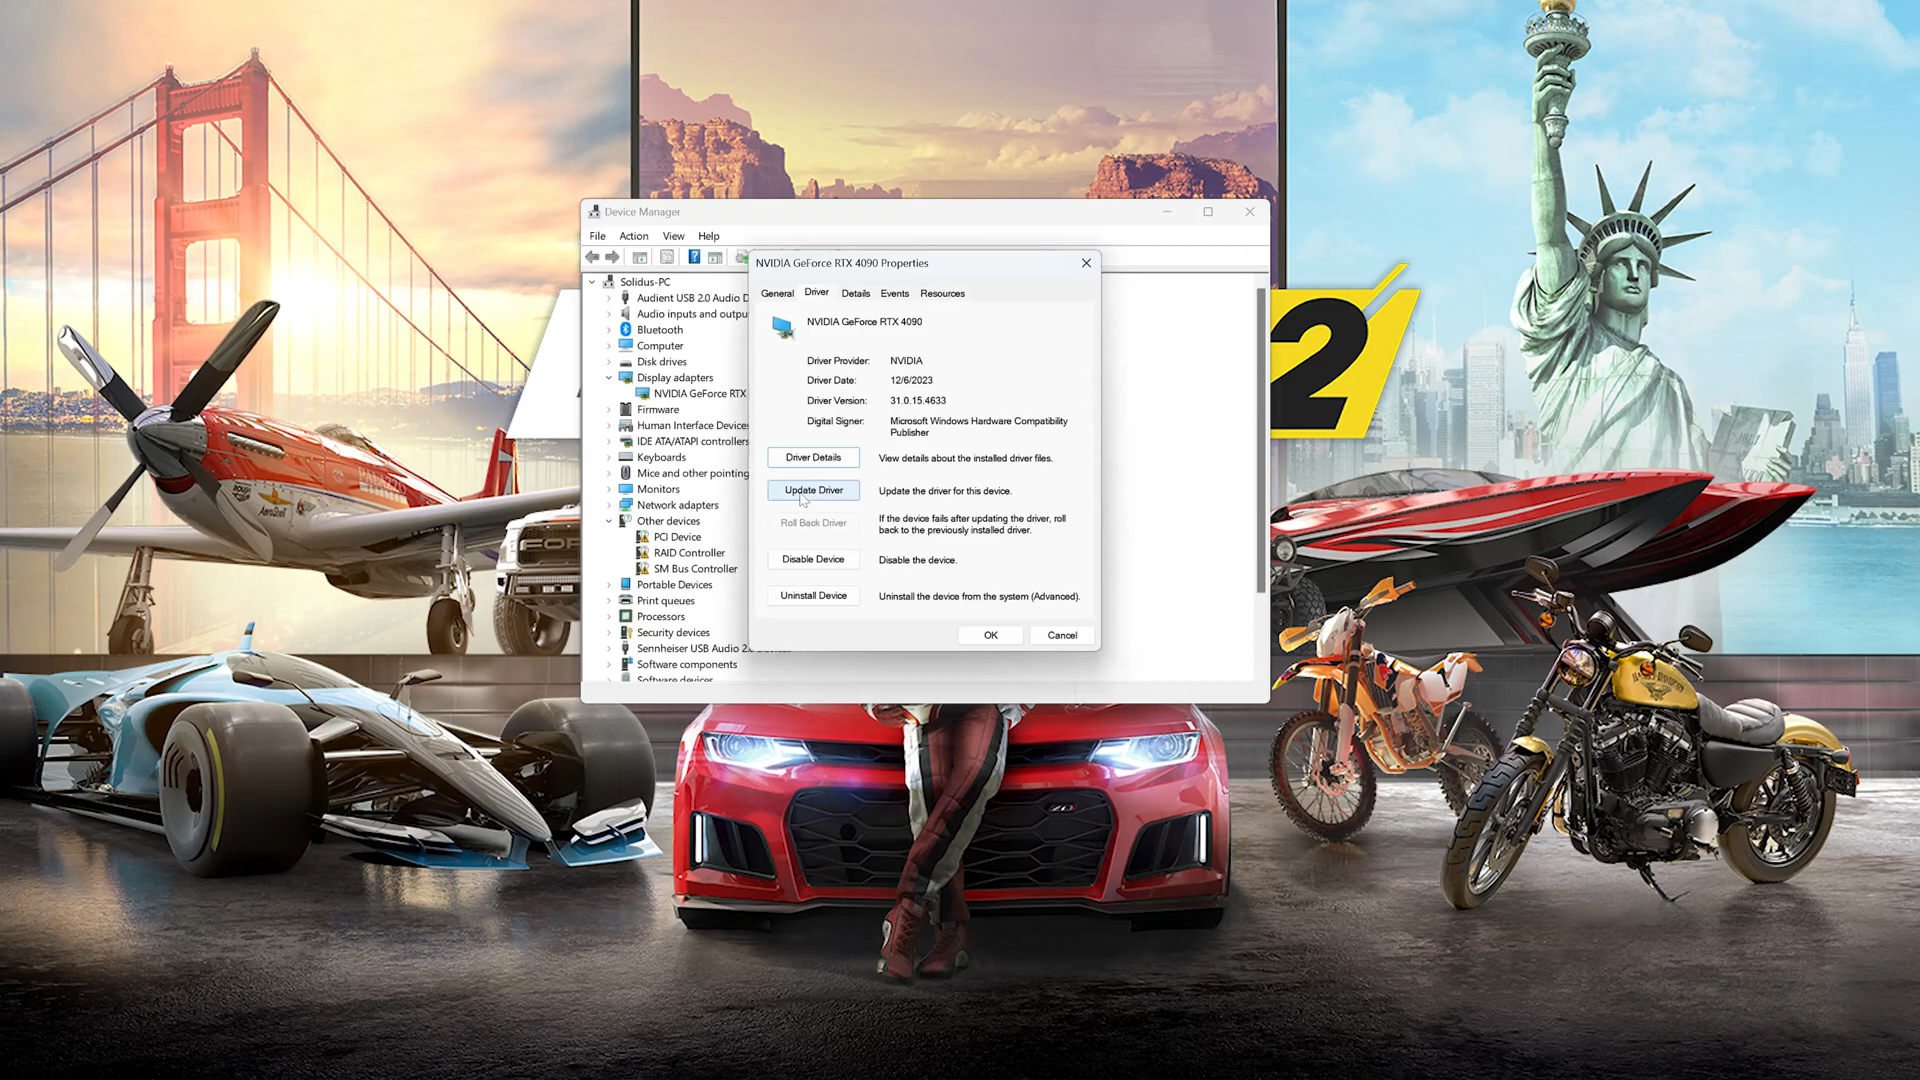 Device Manager
File Action View Help
NVIDIA GeForce RTX 4090 Properties
Solidus-PC
Audient USB 2.0 Audio D
Audio inputs and outpu
Bluetooth
Computer
Disk drives
Display adapters
NVIDIA GeForce RTX
Firmware
Human Interface Devices
IDE ATA/ATAPI controllers
Keyboards
Mice and other pointing
Monitors
Network adapters
Other devices
PCI Device
RAID Controller
SM Bus Controller
Portable Devices
Print queues
Processors
Security devices
Sennheiser USB Audio 2.
Software components
Software devices
General Driver Details Events Resources
NVIDIA GeForce RTX 4090
Driver Provider: NVIDIA
Driver Date: 12/6/2023
Driver Version: 31.0.15.4633
Digital Signer: Microsoft Windows Hardware Compatibility
Publisher
Driver Details View details about the installed driver files.
Update Driver Update the driver for this device.
Roll Back Driver If the device fails after updating the driver, roll
back to the previously installed driver.
Disable Device Disable the device.
Uninstall Device Uninstall the device from the system (Advanced).
OK Cancel
2
AeroShell
FOR
ZL1